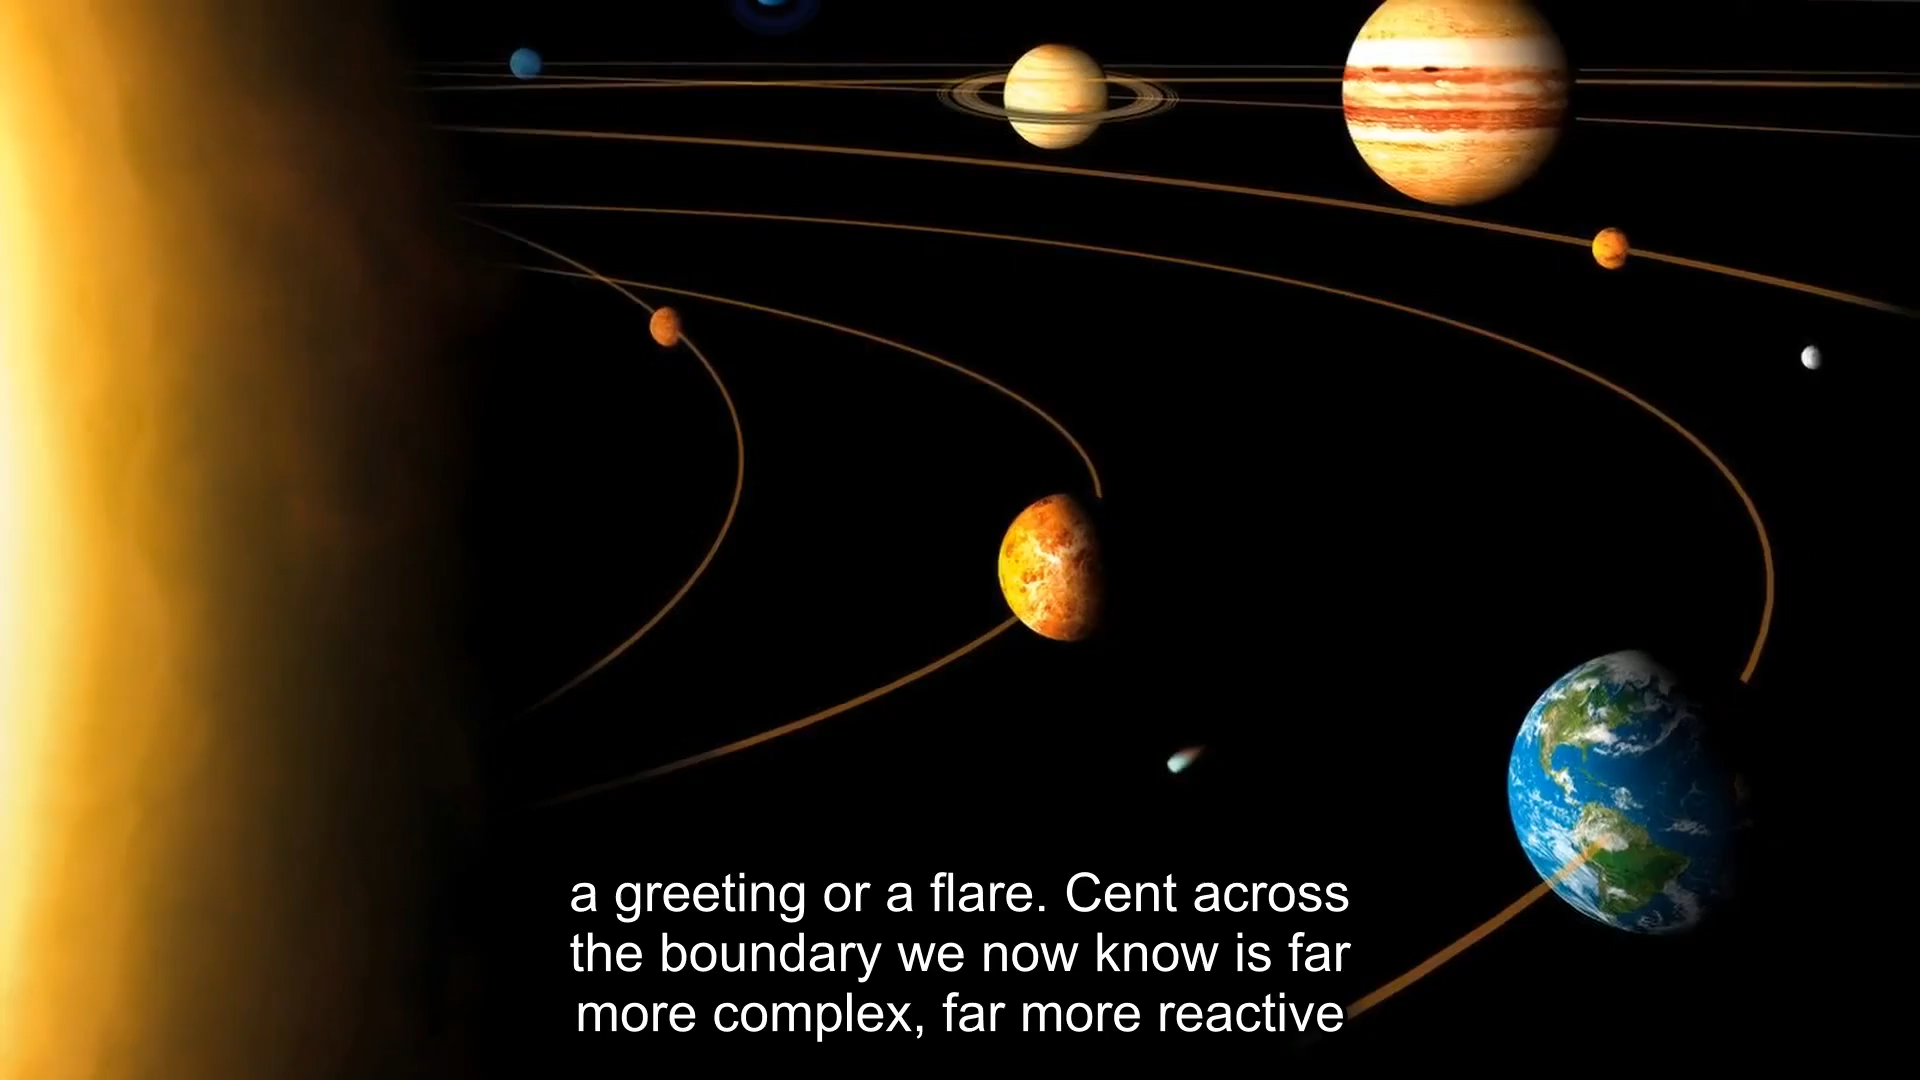 a greeting or a flare. Cent across
the boundary we now know is far
more complex, far more reactive